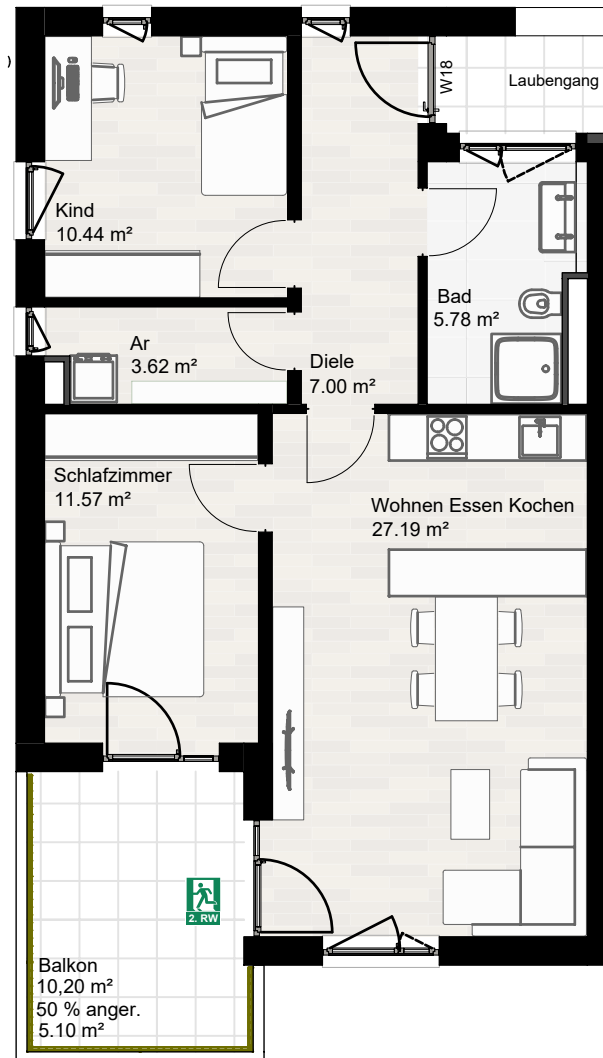 )
W18
Laubengang
Kind
10.44 m²
Bad
5.78 m²
Ar
3.62 m²
Diele
7.00 m²
Schlafzimmer
11.57 m²
Wohnen Essen Kochen
27.19 m²
2. RW
Balkon
10,20 m²
50 % anger.
5.10 m²